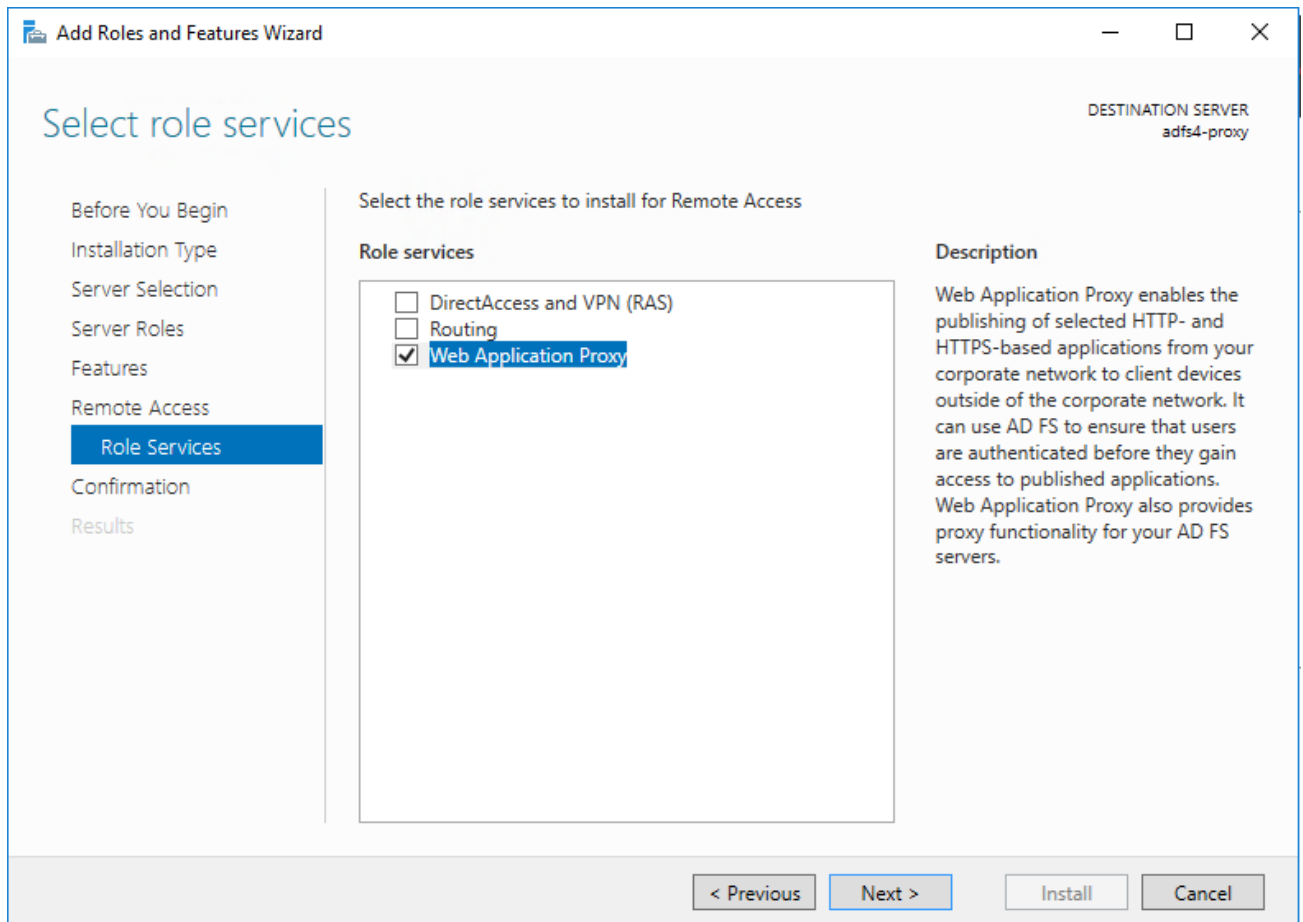 Add Roles and Features Wizard
Select role services
DESTINATION SERVER
adfs4-proxy
Before You Begin
Installation Type
Server Selection
Server Roles
Features
Remote Access
Role Services
Confirmation
Results
Select the role services to install for Remote Access
Role services
DirectAccess and VPN (RAS)
Routing
Web Application Proxy
Description
Web Application Proxy enables the
publishing of selected HTTP- and
HTTPS-based applications from your
corporate network to client devices
outside of the corporate network. It
can use AD FS to ensure that users
are authenticated before they gain
access to published applications.
Web Application Proxy also provides
proxy functionality for your AD FS
servers.
< Previous
Next >
Install
Cancel